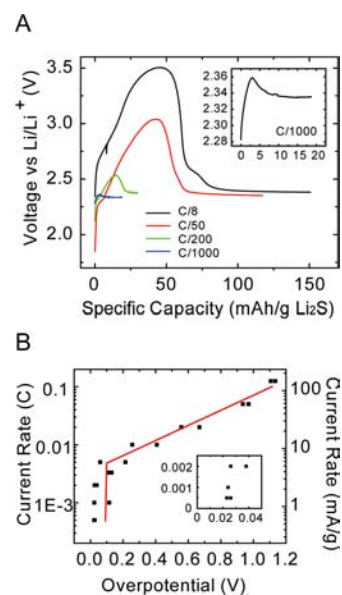 A
Voltage vs Li/Li+ (V)
3.5
3.0
2.5
2.0
2.36
2.34
2.32
2.30
2.28
C/1000
0 5 10 15 20
C/8
C/50
C/200
C/1000
0 50 100 150
Specific Capacity (mAh/g Li2S)
B
Current Rate (C)
0.1
0.01
1E-3
0.002
0.001
0
0 0.02 0.04
100
10
1
Current Rate (mA/g)
0.0 0.2 0.4 0.6 0.8 1.0 1.2
Overpotential (V)